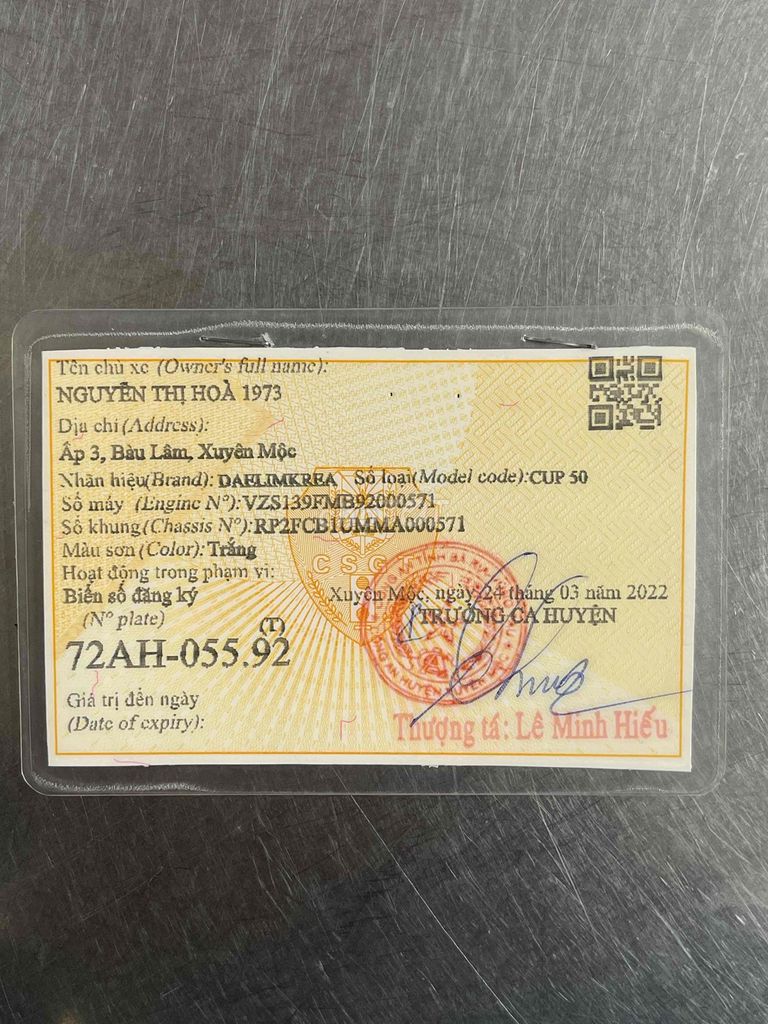 Tên chủ xe (Owner's full name):
NGUYỄN THỊ HOÀ 1973
Địa chỉ (Address):
Ấp 3, Bàu Lâm, Xuyên Mộc
Nhãn hiệu(Brand): DAELIMKREA Số loại(Model code):CUP 50
Số máy (Engine N°):VZS139FMB92000571
Số khung(Chassis N°):RP2FCB1UMMA000571
Màu sơn(Color):Trắng
CSGT
Hoạt động trong phạm vi:
Biển số đăng ký
Xuyên Mộc, ngày 24 tháng 03 năm 2022
(N° plate)
TRƯỞNG CA HUYỆN
(T)
72AH-055.92
Giá trị đến ngày
(Date of expiry):
Thượng tá: Lê Minh Hiếu